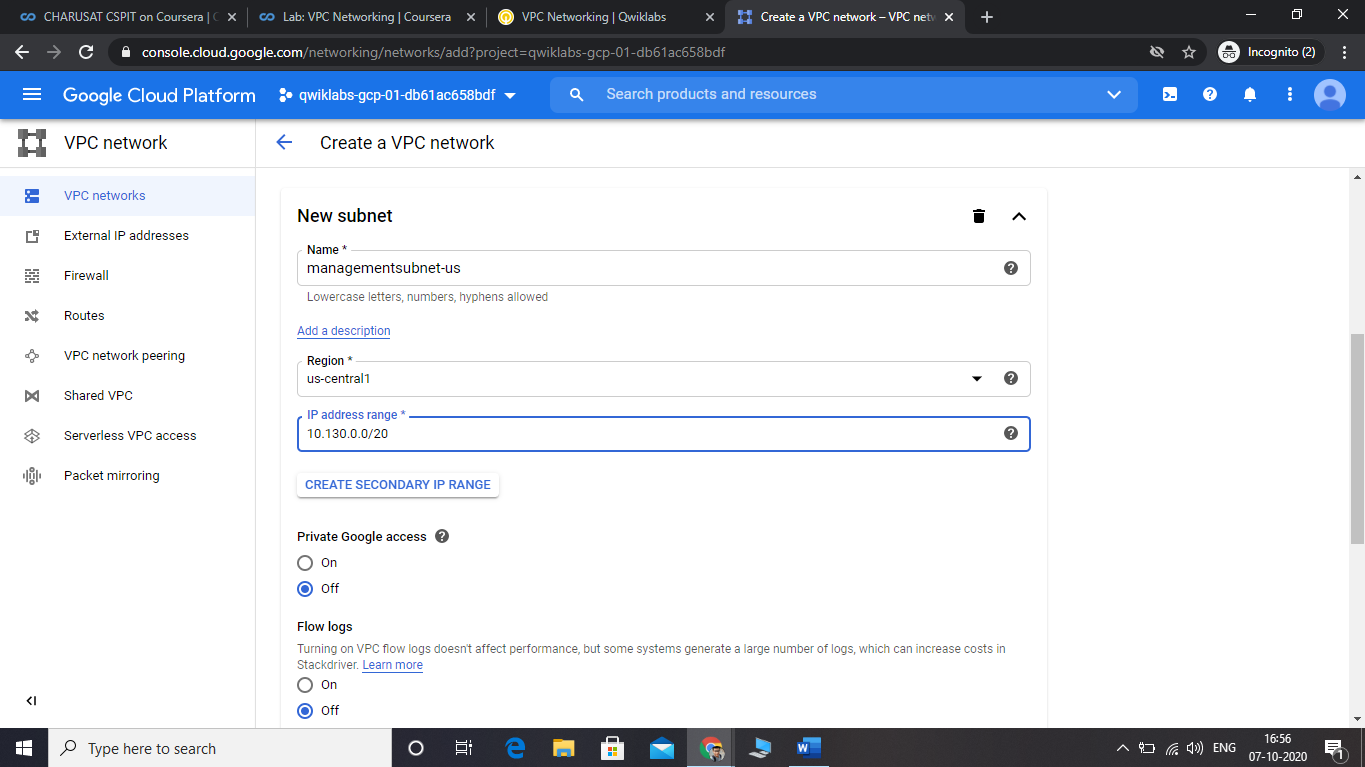 CHARUSAT CSPIT on Coursera |
Lab: VPC Networking | Coursera
VPC Networking | Qwiklabs
Create a VPC network – VPC netw
console.cloud.google.com/networking/networks/add?project=qwiklabs-gcp-01-db61ac658bdf
Incognito (2)
Google Cloud Platform
qwiklabs-gcp-01-db61ac658bdf
Search products and resources
VPC network
Create a VPC network
VPC networks
External IP addresses
Firewall
Routes
VPC network peering
Shared VPC
Serverless VPC access
Packet mirroring
New subnet
Name *
managementsubnet-us
Lowercase letters, numbers, hyphens allowed
Add a description
Region *
us-central1
IP address range *
10.130.0.0/20
CREATE SECONDARY IP RANGE
Private Google access
On
Off
Flow logs
Turning on VPC flow logs doesn't affect performance, but some systems generate a large number of logs, which can increase costs in
Stackdriver. Learn more
On
Off
Type here to search
ENG
16:56
07-10-2020
1